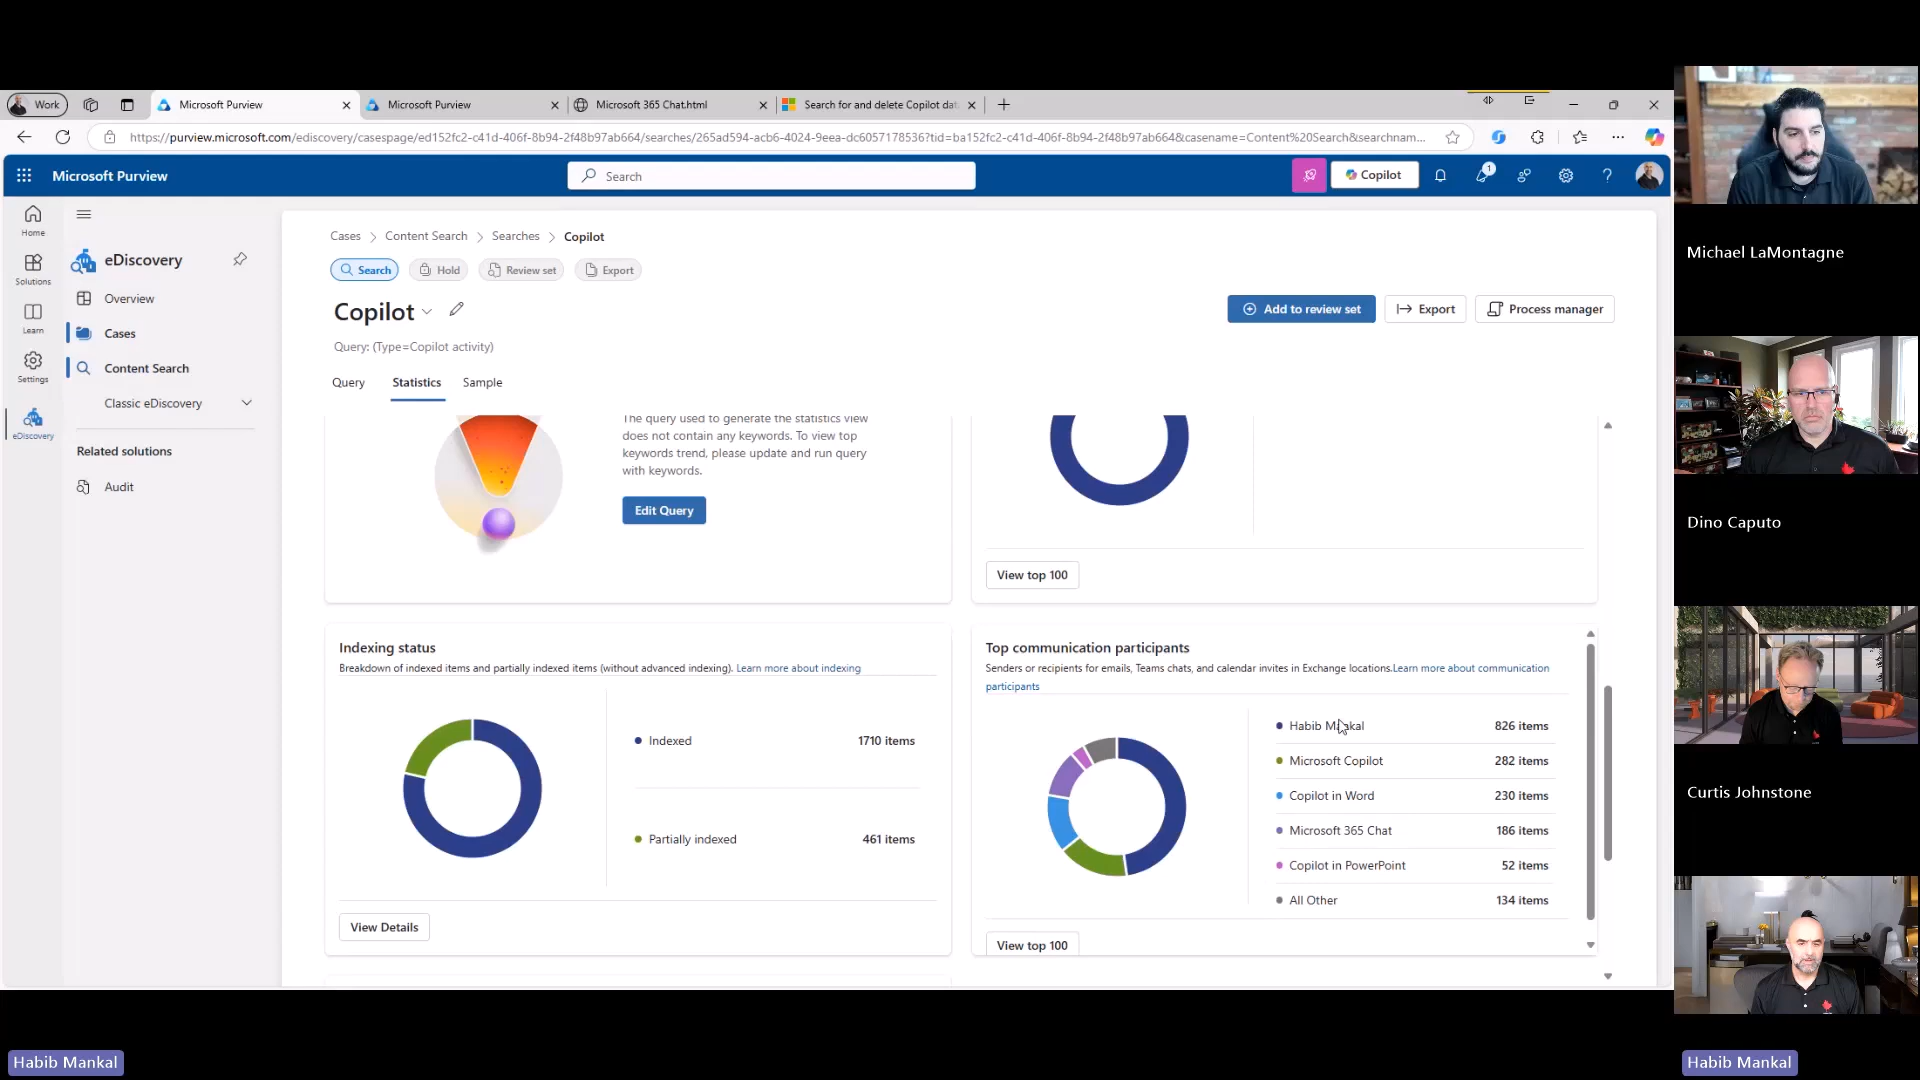 Work
Microsoft Purview
Microsoft Purview
Microsoft 365 Chat.html
Search for and delete Copilot dat
https://purview.microsoft.com/ediscovery/casespage/ed152fc2-c41d-406f-8b94-2f48b97ab664/searches/265ad594-acb6-4024-9eea-dc6057178536?tid=ba152fc2-c41d-406f-8b94-2f48b97ab664&casename=Content%20Search&searchnam...
Microsoft Purview
Search
Copilot
1
Home
Solutions
Learn
Settings
eDiscovery
eDiscovery
Overview
Cases
Content Search
Classic eDiscovery
Related solutions
Audit
Cases > Content Search > Searches > Copilot
Search
Hold
Review set
Export
Copilot
Add to review set
Export
Process manager
Query: (Type=Copilot activity)
Query
Statistics
Sample
The query used to generate the statistics view
does not contain any keywords. To view top
keywords trend, please update and run query
with keywords.
Edit Query
View top 100
Indexing status
Breakdown of indexed items and partially indexed items (without advanced indexing). Learn more about indexing
Indexed 1710 items
Partially indexed 461 items
View Details
Top communication participants
Senders or recipients for emails, Teams chats, and calendar invites in Exchange locations.Learn more about communication
participants
Habib Mankal 826 items
Microsoft Copilot 282 items
Copilot in Word 230 items
Microsoft 365 Chat 186 items
Copilot in PowerPoint 52 items
All Other 134 items
View top 100
Michael LaMontagne
Dino Caputo
Curtis Johnstone
Habib Mankal
Habib Mankal